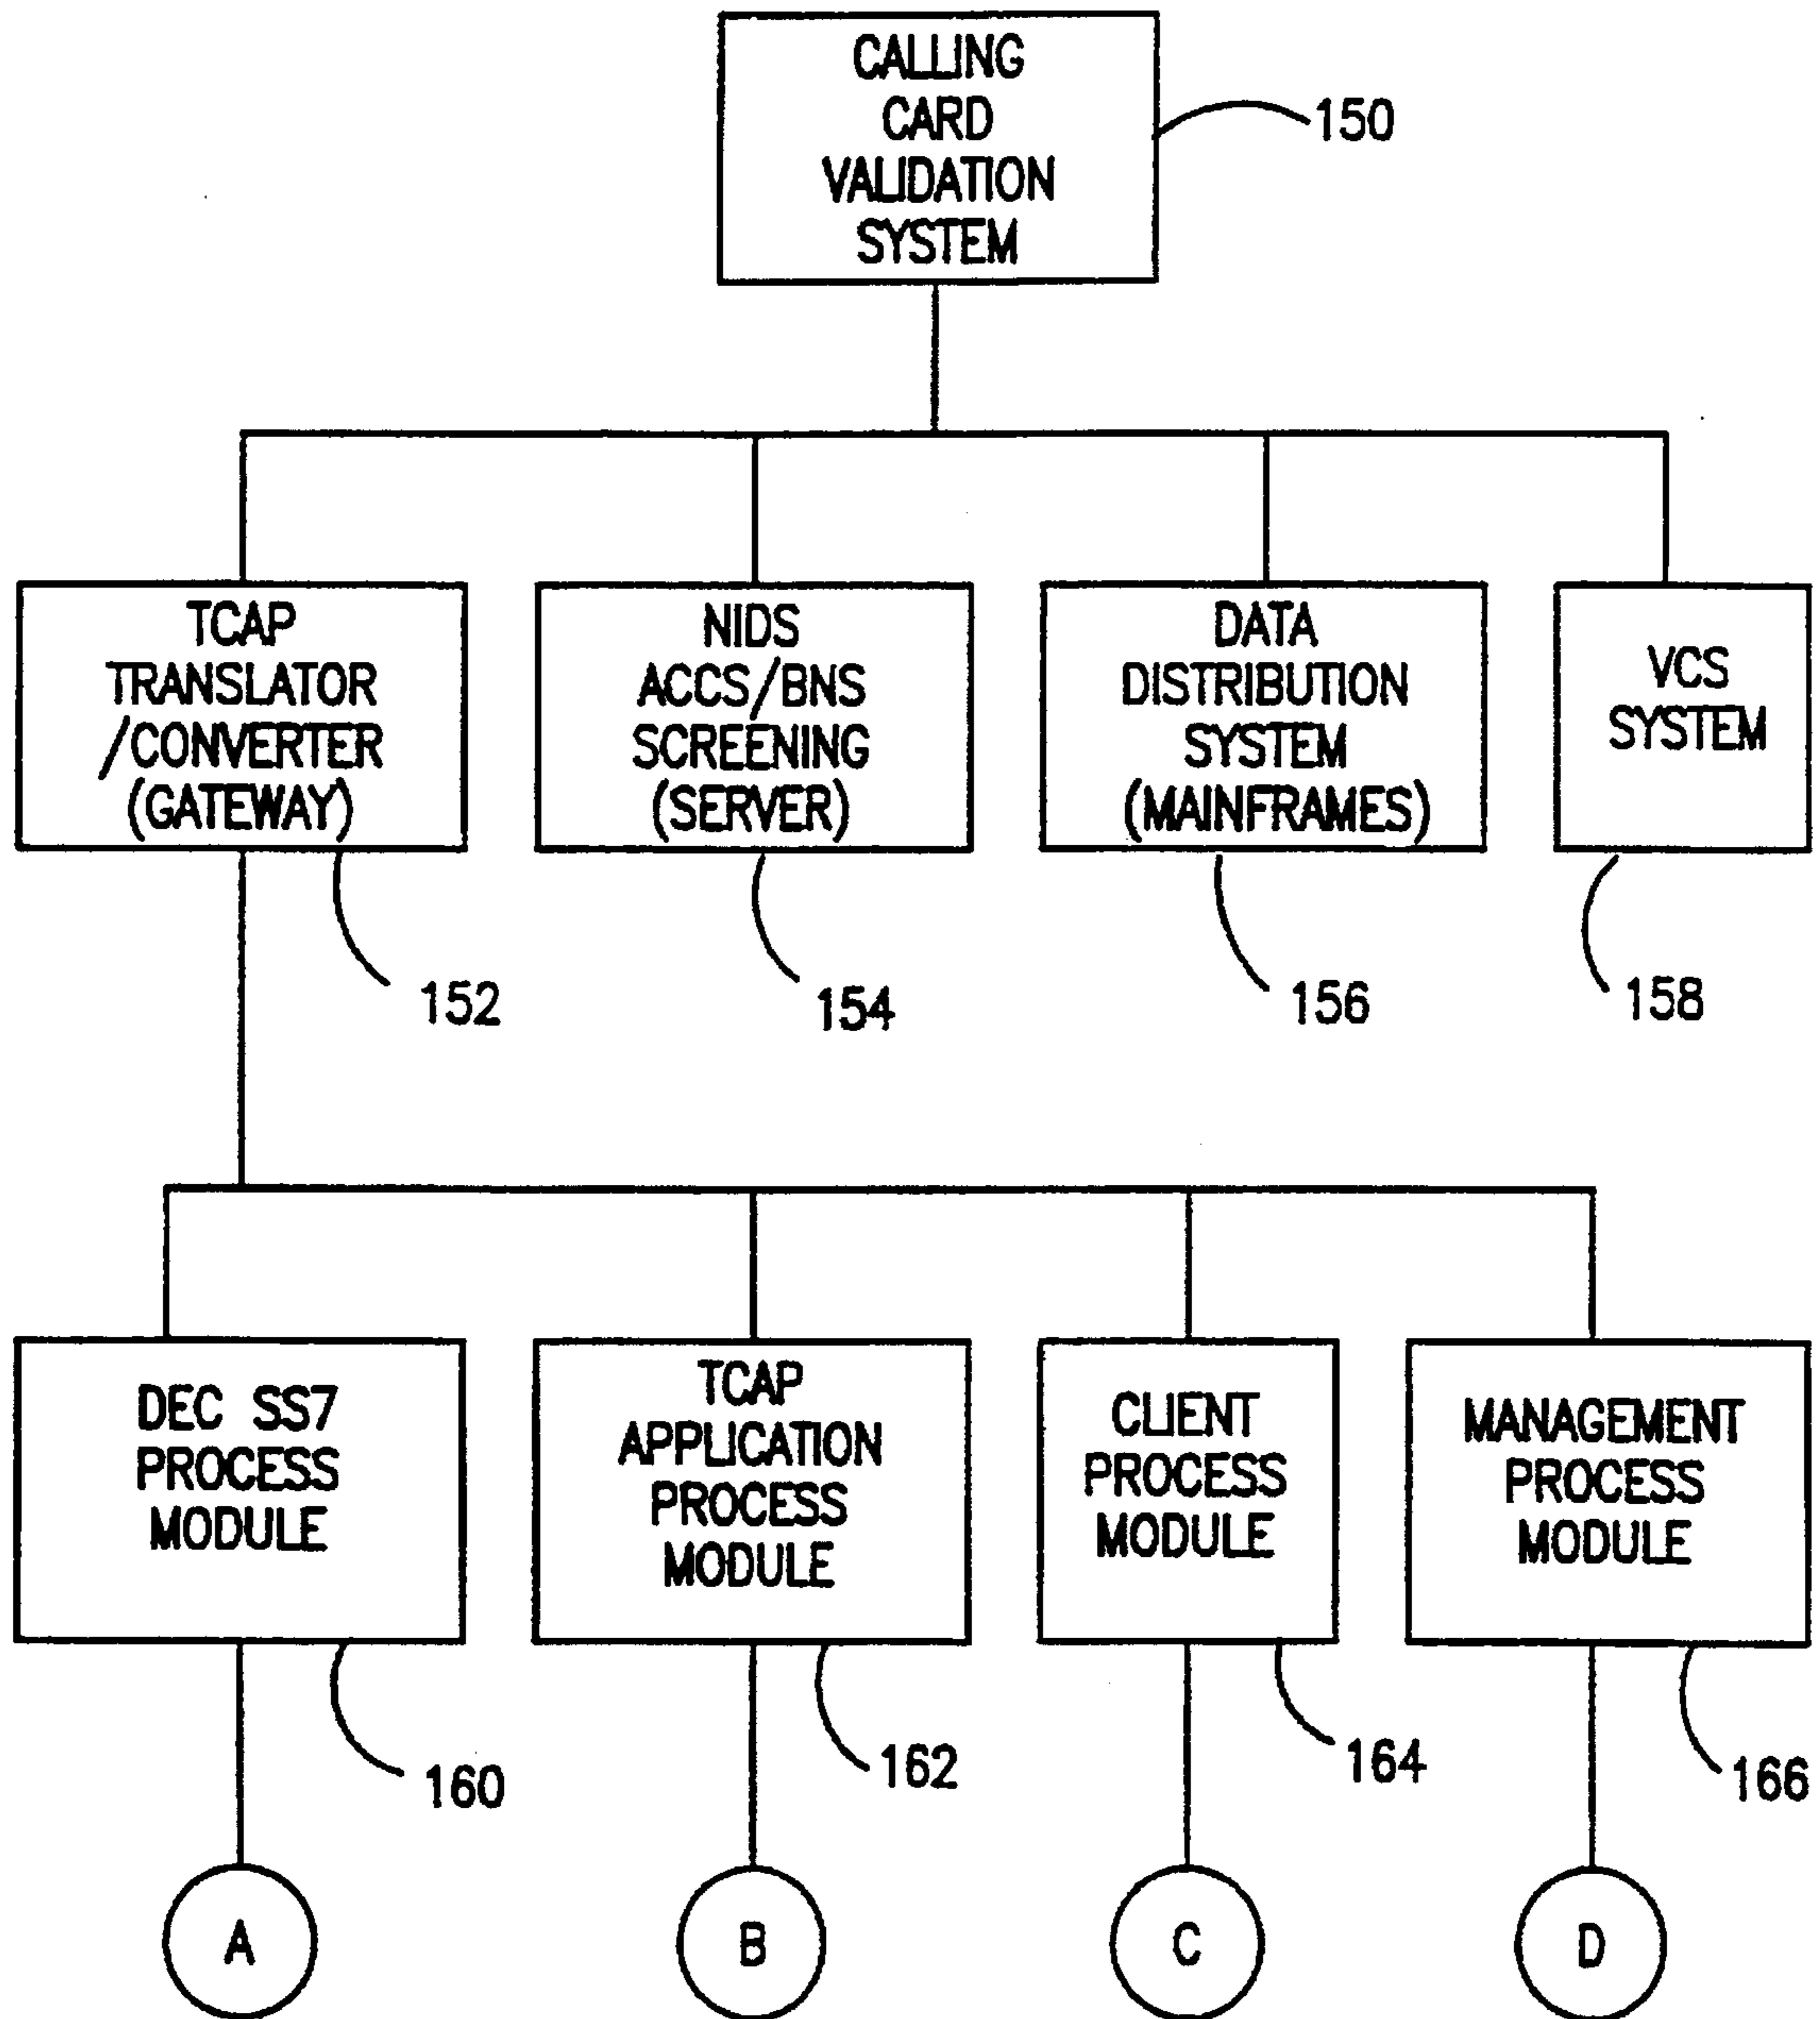 CALLING
CARD
VALIDATION
SYSTEM
150
TCAP
TRANSLATOR
/CONVERTER
(GATEWAY)
NIDS
ACCS/BNS
SCREENING
(SERVER)
DATA
DISTRIBUTION
SYSTEM
(MAINFRAMES)
VCS
SYSTEM
152
154
156
158
DEC SS7
PROCESS
MODULE
TCAP
APPLICATION
PROCESS
MODULE
CLIENT
PROCESS
MODULE
MANAGEMENT
PROCESS
MODULE
160
162
164
166
A
B
C
D